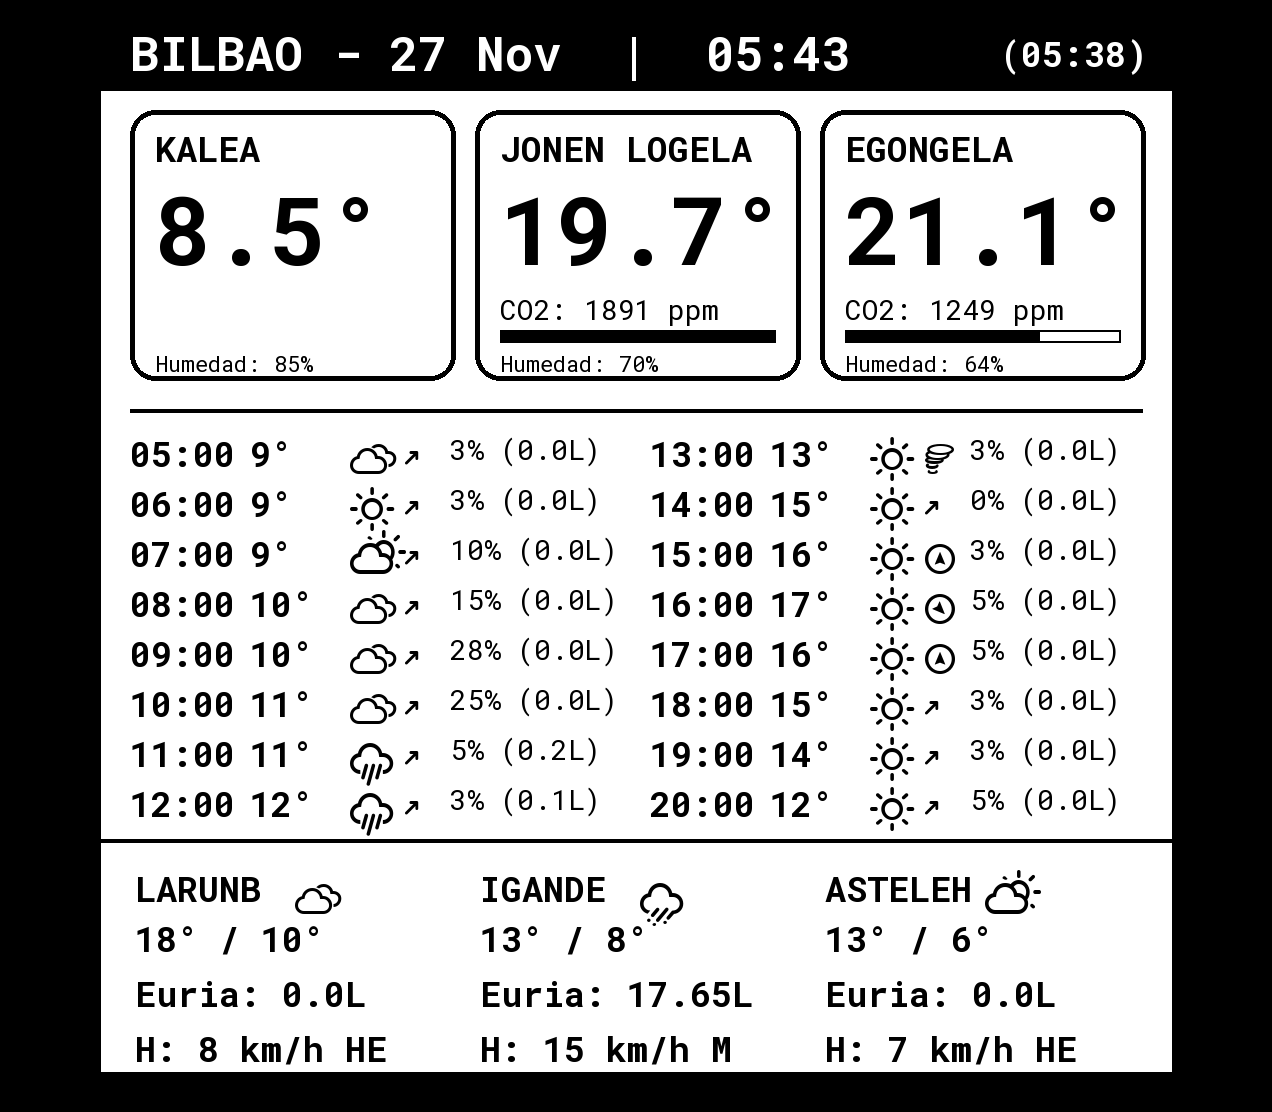 BILBAO - 27 Nov | 05:43 (05:38)
KALEA
8.5°
Humedad: 85%
JONEN LOGELA
19.7°
CO2: 1891 ppm
Humedad: 70%
EGONGELA
21.1°
CO2: 1249 ppm
Humedad: 64%
05:00 9° 3% (0.0L)
06:00 9° 3% (0.0L)
07:00 9° 10% (0.0L)
08:00 10° 15% (0.0L)
09:00 10° 28% (0.0L)
10:00 11° 25% (0.0L)
11:00 11° 5% (0.2L)
12:00 12° 3% (0.1L)
13:00 13° 3% (0.0L)
14:00 15° 0% (0.0L)
15:00 16° 3% (0.0L)
16:00 17° 5% (0.0L)
17:00 16° 5% (0.0L)
18:00 15° 3% (0.0L)
19:00 14° 3% (0.0L)
20:00 12° 5% (0.0L)
LARUNB
18° / 10°
Euria: 0.0L
H: 8 km/h HE
IGANDE
13° / 8°
Euria: 17.65L
H: 15 km/h M
ASTELEH
13° / 6°
Euria: 0.0L
H: 7 km/h HE